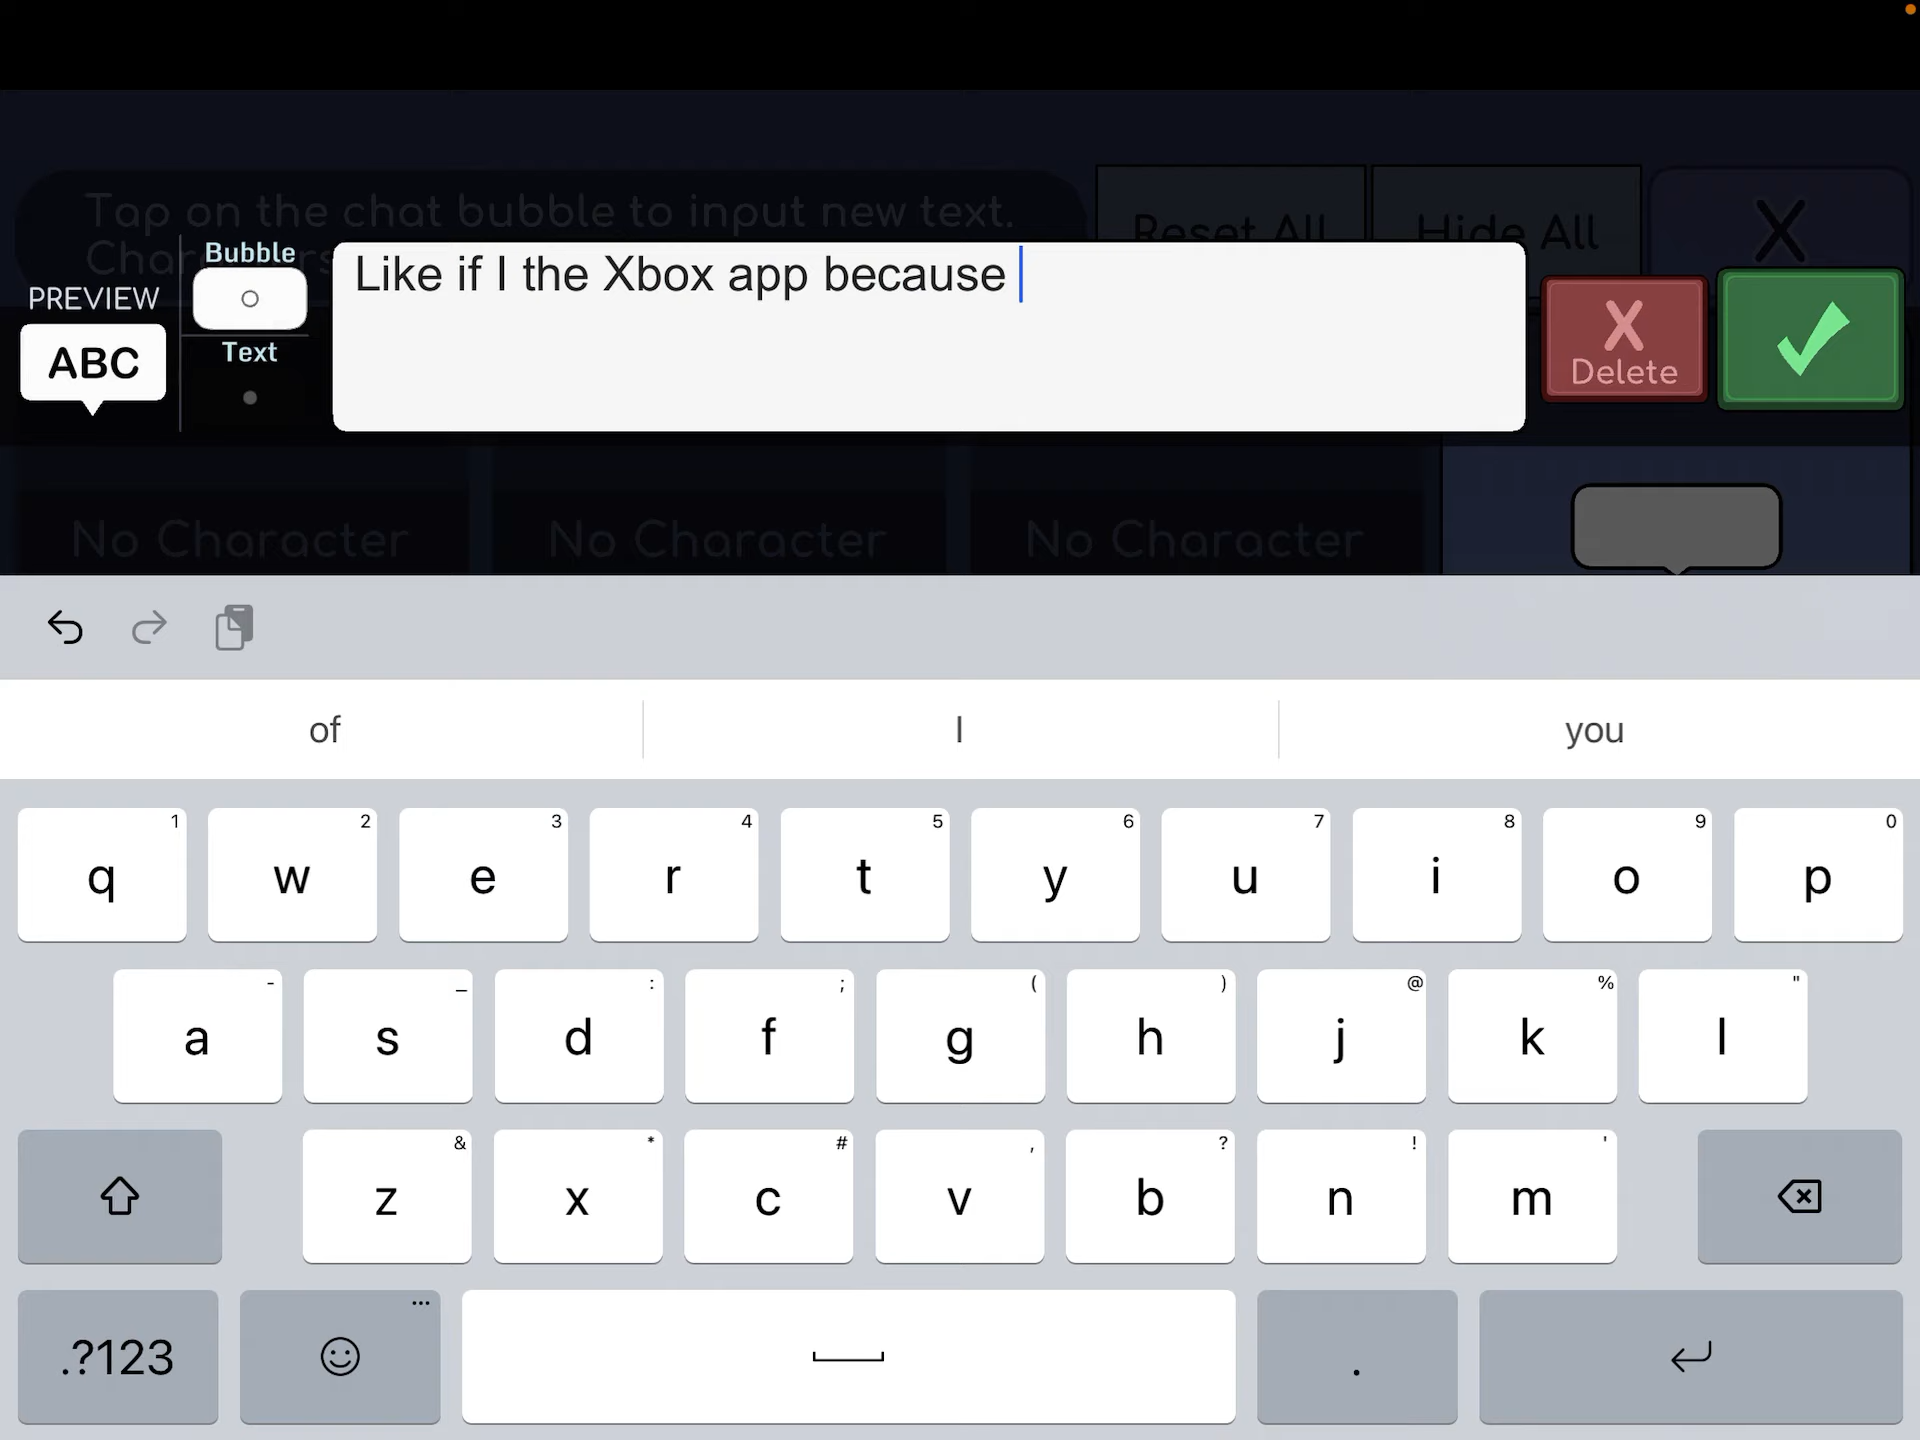 Tap on the chat bubble to input new text.
Characters
Reset All
Hide All
X
PREVIEW
ABC
Bubble
Text
Like if I the Xbox app because
X
Delete
No Character
No Character
No Character
of
I
you
1 2 3 4 5 6 7 8 9 0
q w e r t y u i o p
- _ : ; ( ) @ % "
a s d f g h j k l
& * # , ? ! '
z x c v b n m
.?123
.